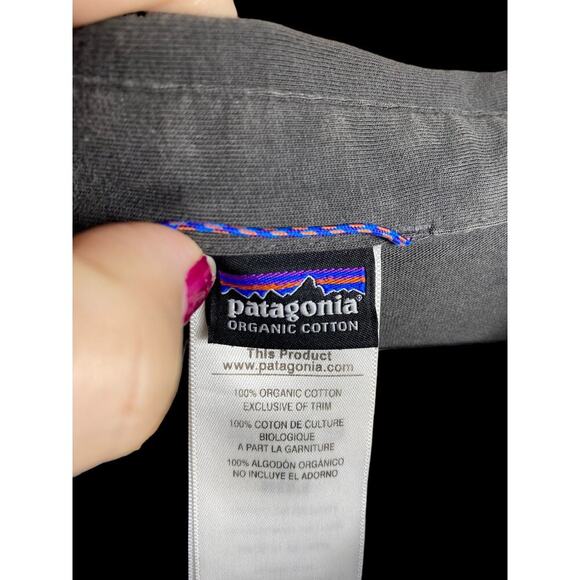 patagonia®
ORGANIC COTTON
This Product
www.patagonia.com
100% ORGANIC COTTON
EXCLUSIVE OF TRIM
100% COTON DE CULTURE
BIOLOGIQUE
A PART LA GARNITURE
100% ALGODÓN ORGÁNICO
NO INCLUYE EL ADORNO